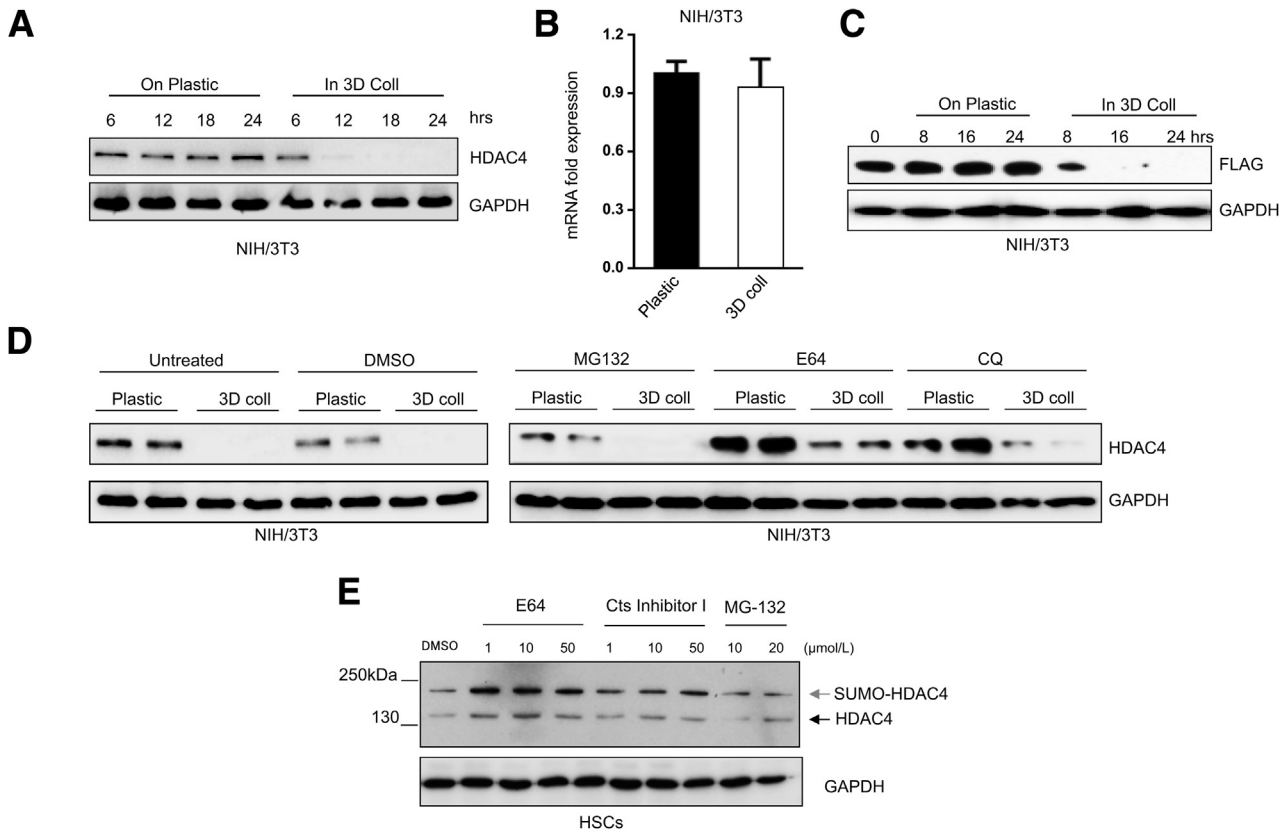 A
On Plastic In 3D Coll
6 12 18 24 6 12 18 24 hrs
HDAC4
GAPDH
NIH/3T3
B
NIH/3T3
mRNA fold expression
1.2
0.9
0.6
0.3
0.0
Plastic
3D coll
C
On Plastic In 3D Coll
0 8 16 24 8 16 24 hrs
FLAG
GAPDH
NIH/3T3
D
Untreated DMSO MG132 E64 CQ
Plastic 3D coll Plastic 3D coll Plastic 3D coll Plastic 3D coll Plastic 3D coll
HDAC4
GAPDH
NIH/3T3 NIH/3T3
E
E64 Cts Inhibitor I MG-132
DMSO 1 10 50 1 10 50 10 20 (μmol/L)
250kDa
SUMO-HDAC4
130
HDAC4
GAPDH
HSCs